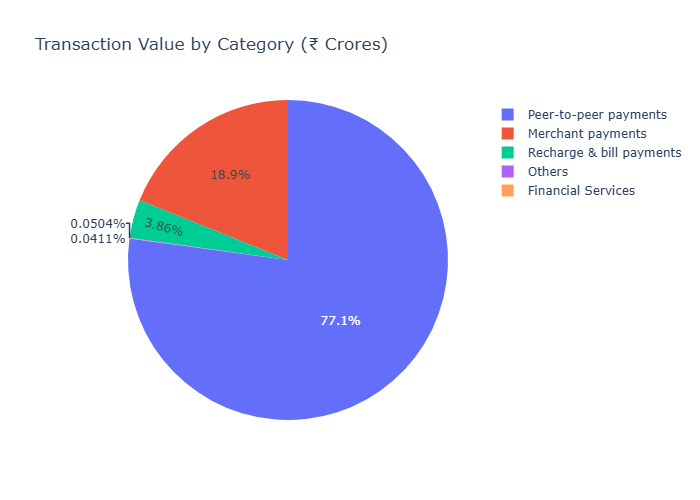 Transaction Value by Category (₹ Crores)
Peer-to-peer payments
Merchant payments
Recharge & bill payments
Others
Financial Services
18.9%
3.86%
0.0504%
0.0411%
77.1%